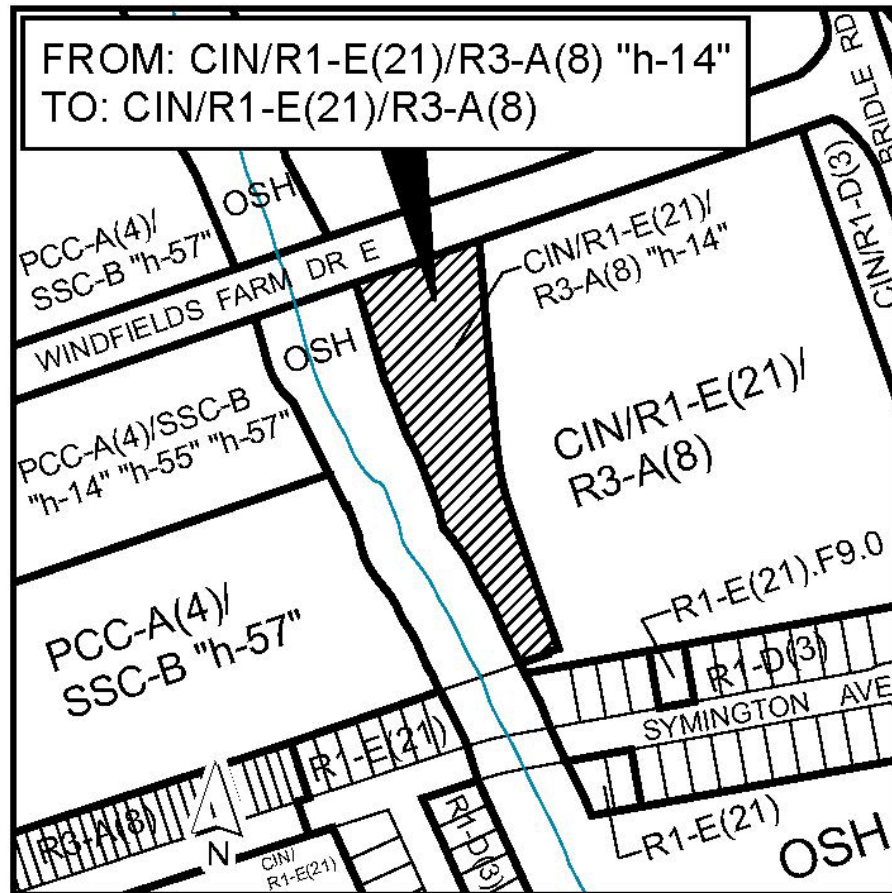 FROM: CIN/R1-E(21)/R3-A(8) "h-14"
TO: CIN/R1-E(21)/R3-A(8)
BRIDLE RD
OSH
CIN/R1-D(3)
PCC-A(4)/
SSC-B "h-57"
CIN/R1-E(21)/
R3-A(8) "h-14"
WINDFIELDS FARM DR E
OSH
CIN/R1-E(21)/
R3-A(8)
PCC-A(4)/SSC-B
"h-14" "h-55" "h-57"
R1-E(21).F9.0
PCC-A(4)/
SSC-B "h-57"
R1-D(3)
SYMINGTON AVE
R1-E(21)
R3-A(8)
N
CIN/
R1-E(21)
R1-D(3)
R1-E(21)
OSH